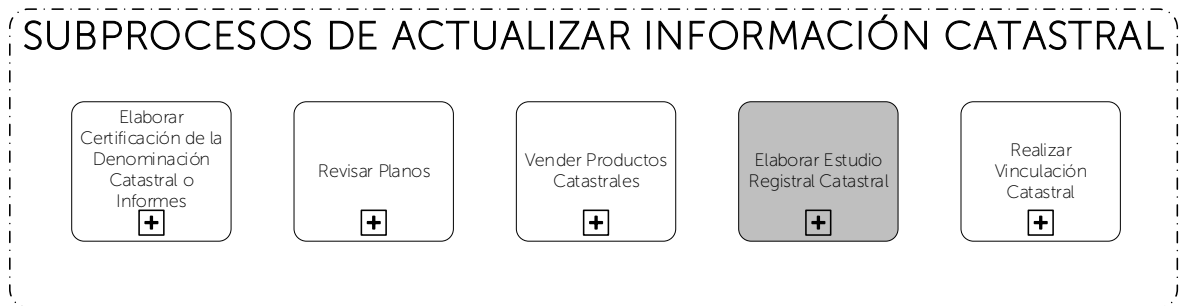 SUBPROCESOS DE ACTUALIZAR INFORMACIÓN CATASTRAL
Elaborar
Certificación de la
Denominación
Catastral o
Informes
Revisar Planos
Vender Productos
Catastrales
Elaborar Estudio
Registral Catastral
Realizar
Vinculación
Catastral